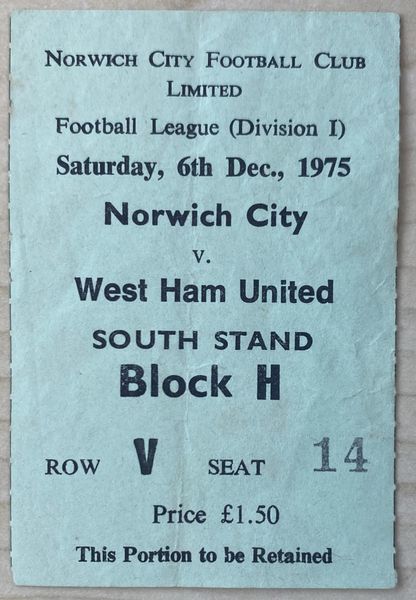 NORWICH CITY FOOTBALL CLUB
LIMITED
Football League (Division I)
Saturday, 6th Dec., 1975
Norwich City
v.
West Ham United
SOUTH STAND
Block H
ROW V SEAT 14
Price £1.50
This Portion to be Retained